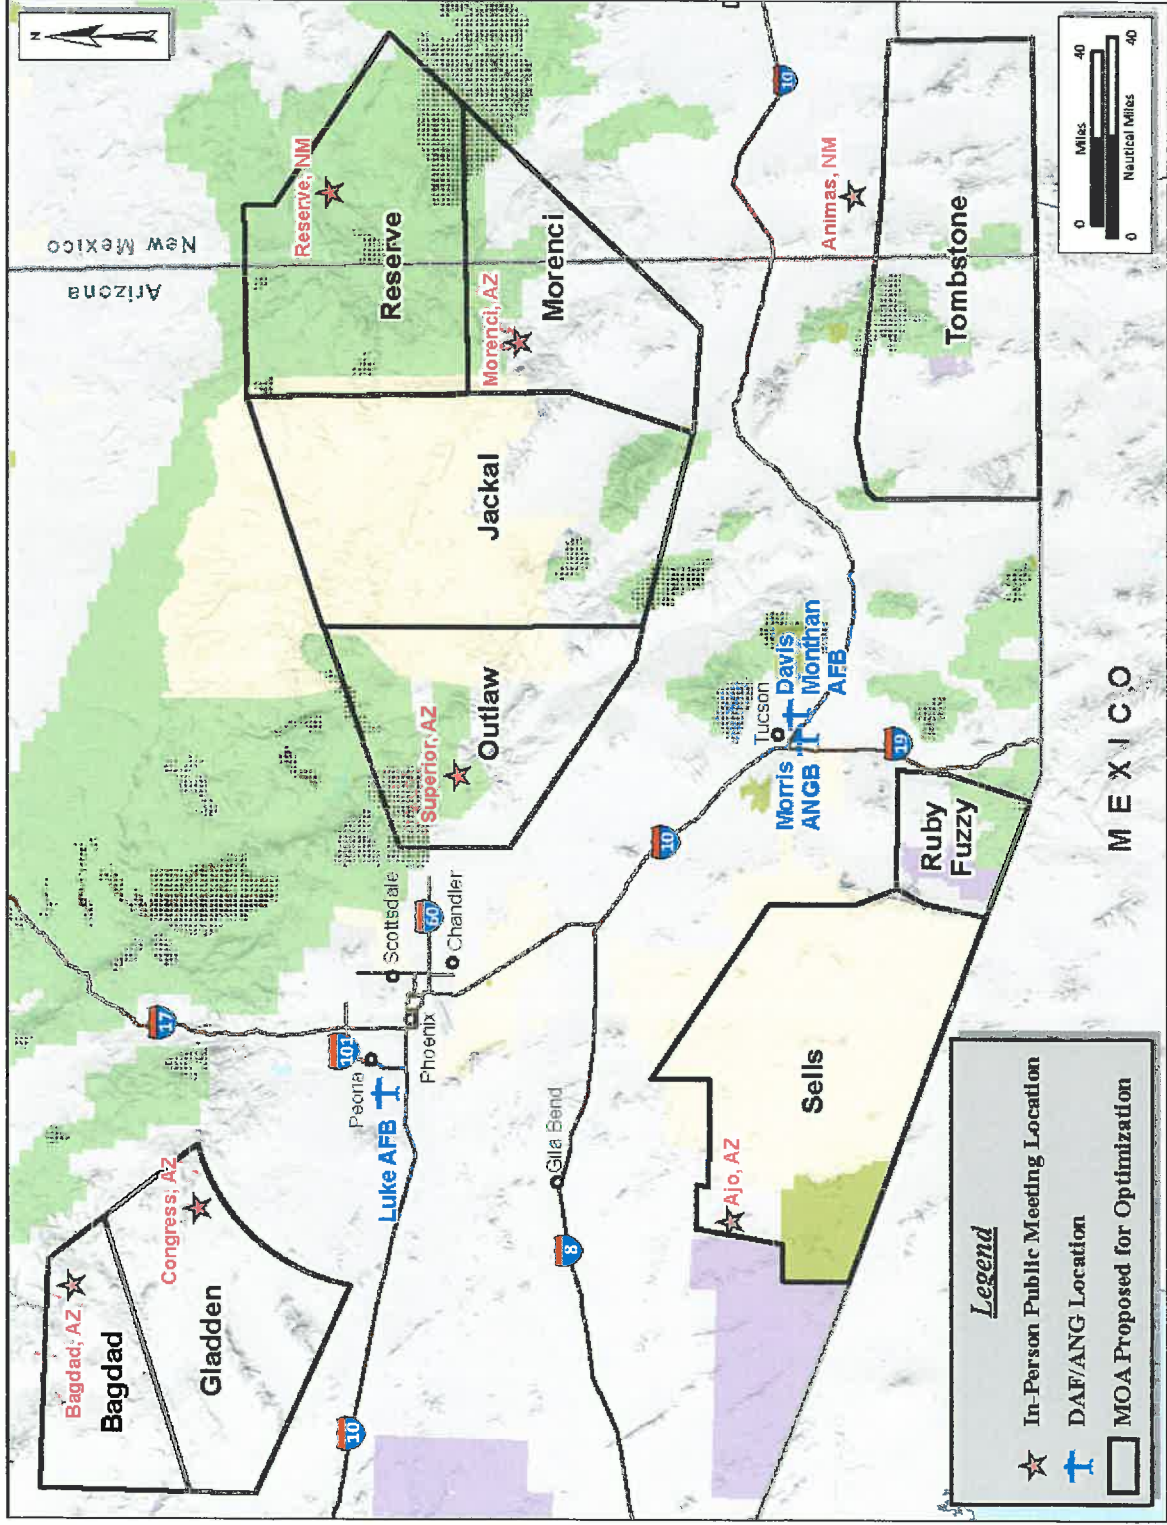 N
Bagdad, AZ
Bagdad
Congress, AZ
Gladden
10
47
101
Peoria
Luke AFB
Phoenix
Scottsdale
60
Chandler
Superior, AZ
Outlaw
Jackal
Arizona
New Mexico
Reserve, NM
Reserve
Morenci, AZ
Morenci
8
Gila Bend
10
Ajo, AZ
Sells
Tucson
Morris
ANGB
Davis
Monthan
AFB
19
Ruby
Fuzzy
10
Animas, NM
Tombstone
MEXICO
Legend
In-Person Public Meeting Location
DAF/ANG Location
MOA Proposed for Optimization
Miles
0 40
0 40
Nautical Miles